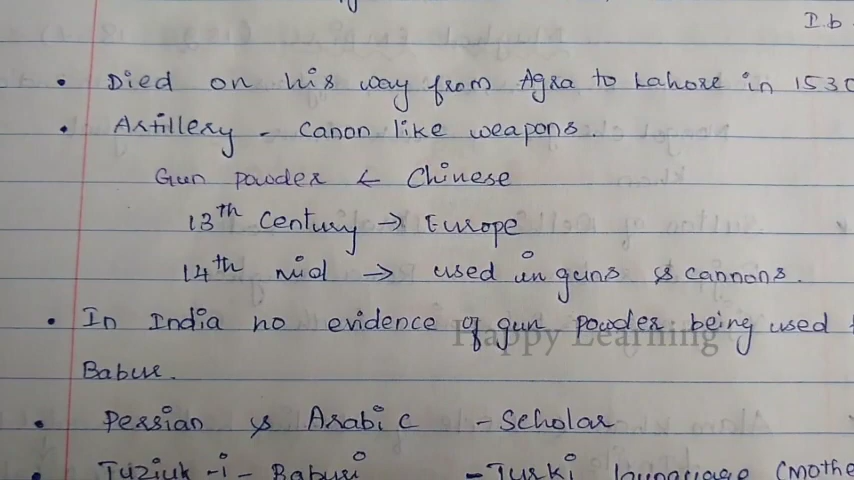 I.b
• Died on his way from Agra to Lahore in 1530
• Artillery - canon like weapons.
Gun powder ← Chinese
13th Century → Europe
14th mid → used in guns & cannons.
• In India no evidence of gun powder being used
Happy Learning
Babur.
• Persian & Arabic - Scholar
• Tuziuk-i-Baburi - Turki language (mothe